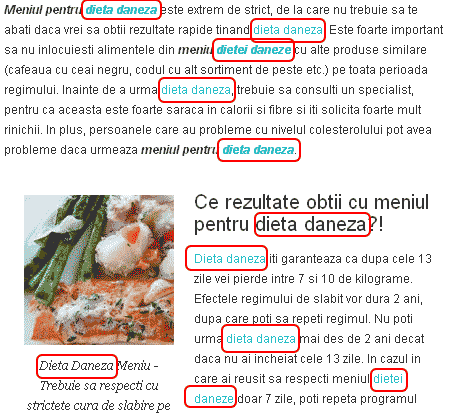 Meniul pentru dieta daneza este extrem de strict, de la care nu trebuie sa te
abati daca vrei sa obtii rezultate rapide tinand dieta daneza. Este foarte important
sa nu inlocuiesti alimentele din meniul dietei daneze cu alte produse similare
(cafeaua cu ceai negru, codul cu alt sortiment de peste etc.) pe toata perioada
regimului. Inainte de a urma dieta daneza, trebuie sa consulti un specialist,
pentru ca aceasta este foarte saraca in calorii si fibre si iti solicita foarte mult
rinichii. In plus, persoanele care au probleme cu nivelul colesterolului pot avea
probleme daca urmeaza meniul pentru dieta daneza.
Ce rezultate obtii cu meniul
pentru dieta daneza?!
Dieta daneza iti garanteaza ca dupa cele 13
zile vei pierde intre 7 si 10 de kilograme.
Efectele regimului de slabit vor dura 2 ani,
dupa care poti sa repeti regimul. Nu poti
urma dieta daneza mai des de 2 ani decat
daca nu ai incheiat cele 13 zile. In cazul in
care ai reusit sa respecti meniul dietei
daneze doar 7 zile, poti repeta programul
Dieta Daneza Meniu -
Trebuie sa respecti cu
strictete cura de slabire pe